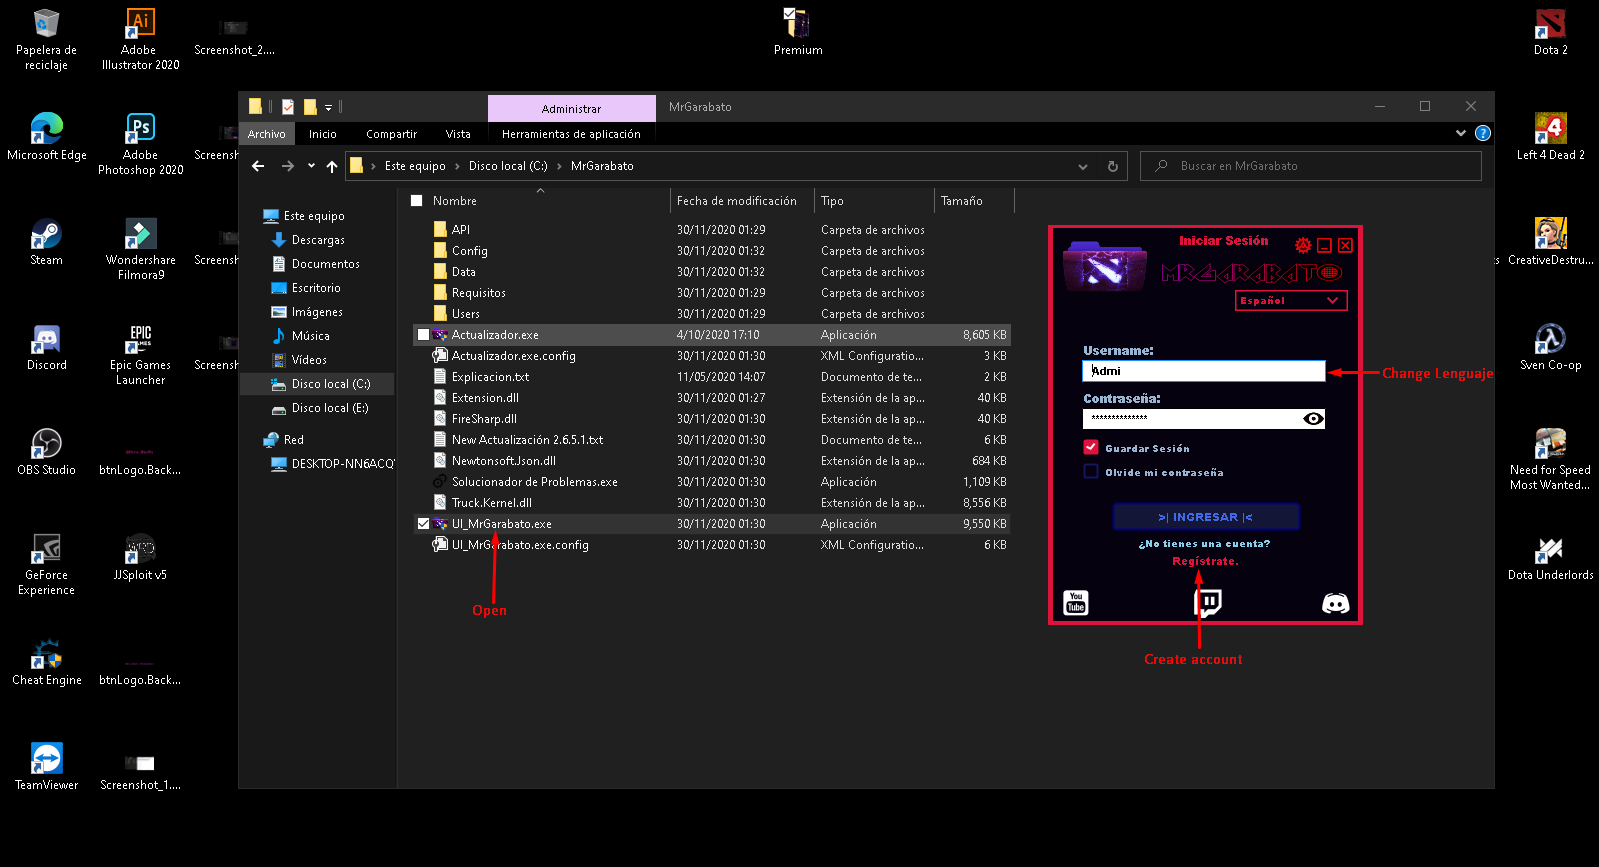 Papelera de
reciclaje
Adobe
Illustrator 2020
Screenshot_2....
Premium
Dota 2
Microsoft Edge
Adobe
Photoshop 2020
Screensh
Left 4 Dead 2
Steam
Wondershare
Filmora9
Screensh
ts
CreativeDestru...
Discord
Epic Games
Launcher
Screensh
Sven Co-op
OBS Studio
btnLogo.Back...
Need for Speed
Most Wanted...
GeForce
Experience
JJSploit v5
Dota Underlords
Cheat Engine
btnLogo.Back...
TeamViewer
Screenshot_1....
Ai
Ps
EPIC
GAMES
4
Administrar
MrGarabato
Archivo
Inicio
Compartir
Vista
Herramientas de aplicación
?
Este equipo
Disco local (C:)
MrGarabato
Buscar en MrGarabato
Este equipo
Descargas
Documentos
Escritorio
Imágenes
Música
Vídeos
Disco local (C:)
Disco local (E:)
Red
DESKTOP-NN6ACQ
Nombre Fecha de modificación Tipo Tamaño
API 30/11/2020 01:29 Carpeta de archivos
Config 30/11/2020 01:32 Carpeta de archivos
Data 30/11/2020 01:32 Carpeta de archivos
Requisitos 30/11/2020 01:29 Carpeta de archivos
Users 30/11/2020 01:29 Carpeta de archivos
Actualizador.exe 4/10/2020 17:10 Aplicación 8,605 KB
Actualizador.exe.config 30/11/2020 01:30 XML Configuratio... 3 KB
Explicacion.txt 11/05/2020 14:07 Documento de te... 2 KB
Extension.dll 30/11/2020 01:27 Extensión de la ap... 40 KB
FireSharp.dll 30/11/2020 01:30 Extensión de la ap... 40 KB
New Actualización 2.6.5.1.txt 30/11/2020 01:30 Documento de te... 6 KB
Newtonsoft.Json.dll 30/11/2020 01:30 Extensión de la ap... 684 KB
Solucionador de Problemas.exe 30/11/2020 01:30 Aplicación 1,109 KB
Truck.Kernel.dll 30/11/2020 01:30 Extensión de la ap... 8,556 KB
UI_MrGarabato.exe 30/11/2020 01:30 Aplicación 9,550 KB
UI_MrGarabato.exe.config 30/11/2020 01:30 XML Configuratio... 6 KB
Open
Iniciar Sesión
MRGARABATO
Español
Username:
Admi
Change Lenguaje
Contraseña:
**************
Guardar Sesión
Olvide mi contraseña
>| INGRESAR |<
¿No tienes una cuenta?
Regístrate.
You
Tube
Create account